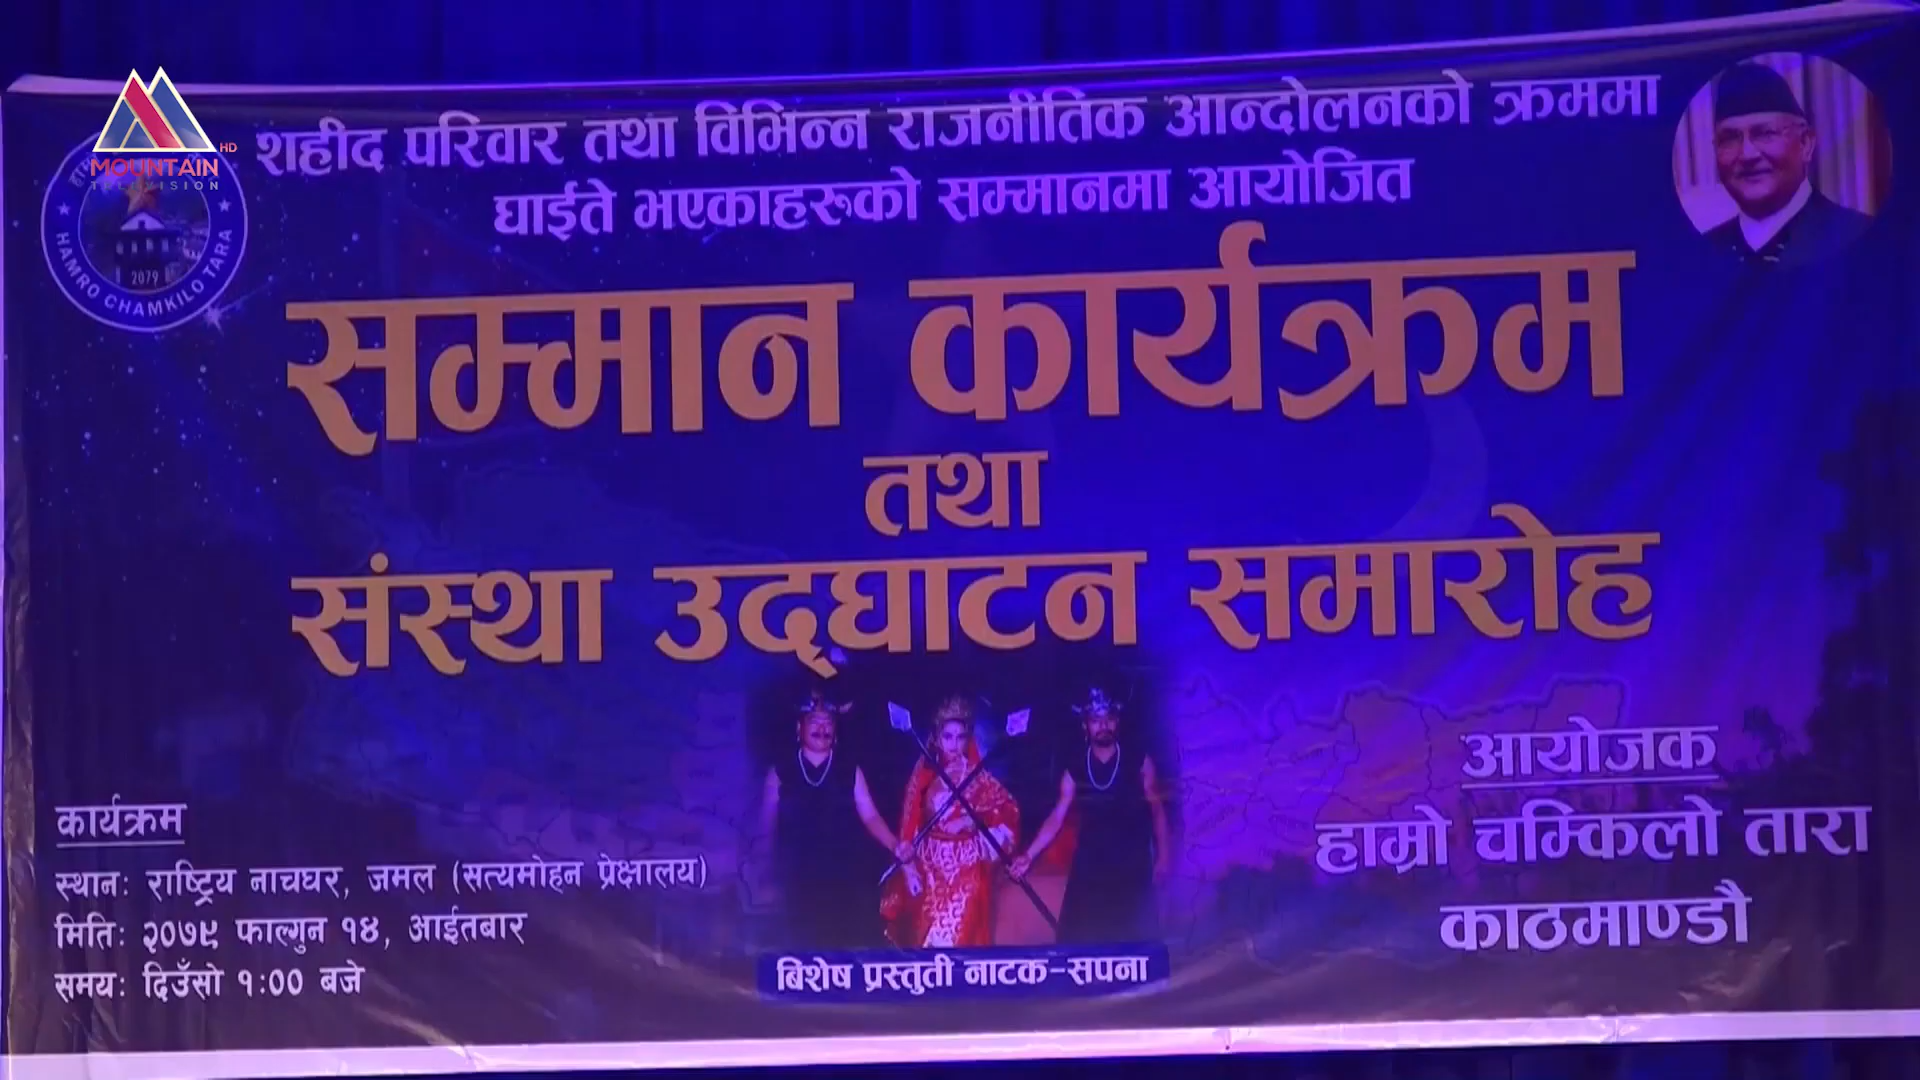 MOUNTAIN HD
TELEVISION
HAMRO CHAMKILO TARA
2079
शहीद परिवार तथा विभिन्न राजनीतिक आन्दोलनको क्रममा
घाईते भएकाहरुको सम्मानमा आयोजित
सम्मान कार्यक्रम
तथा
संस्था उद्घाटन समारोह
कार्यक्रम
स्थानः राष्ट्रिय नाचघर, जमल (सत्यमोहन प्रेक्षालय)
मितिः २०७९ फाल्गुन १४, आईतबार
समयः दिउँसो १:00 बजे
बिशेष प्रस्तुती नाटक-सपना
आयोजक
हाम्रो चम्किलो तारा
काठमाण्डौ